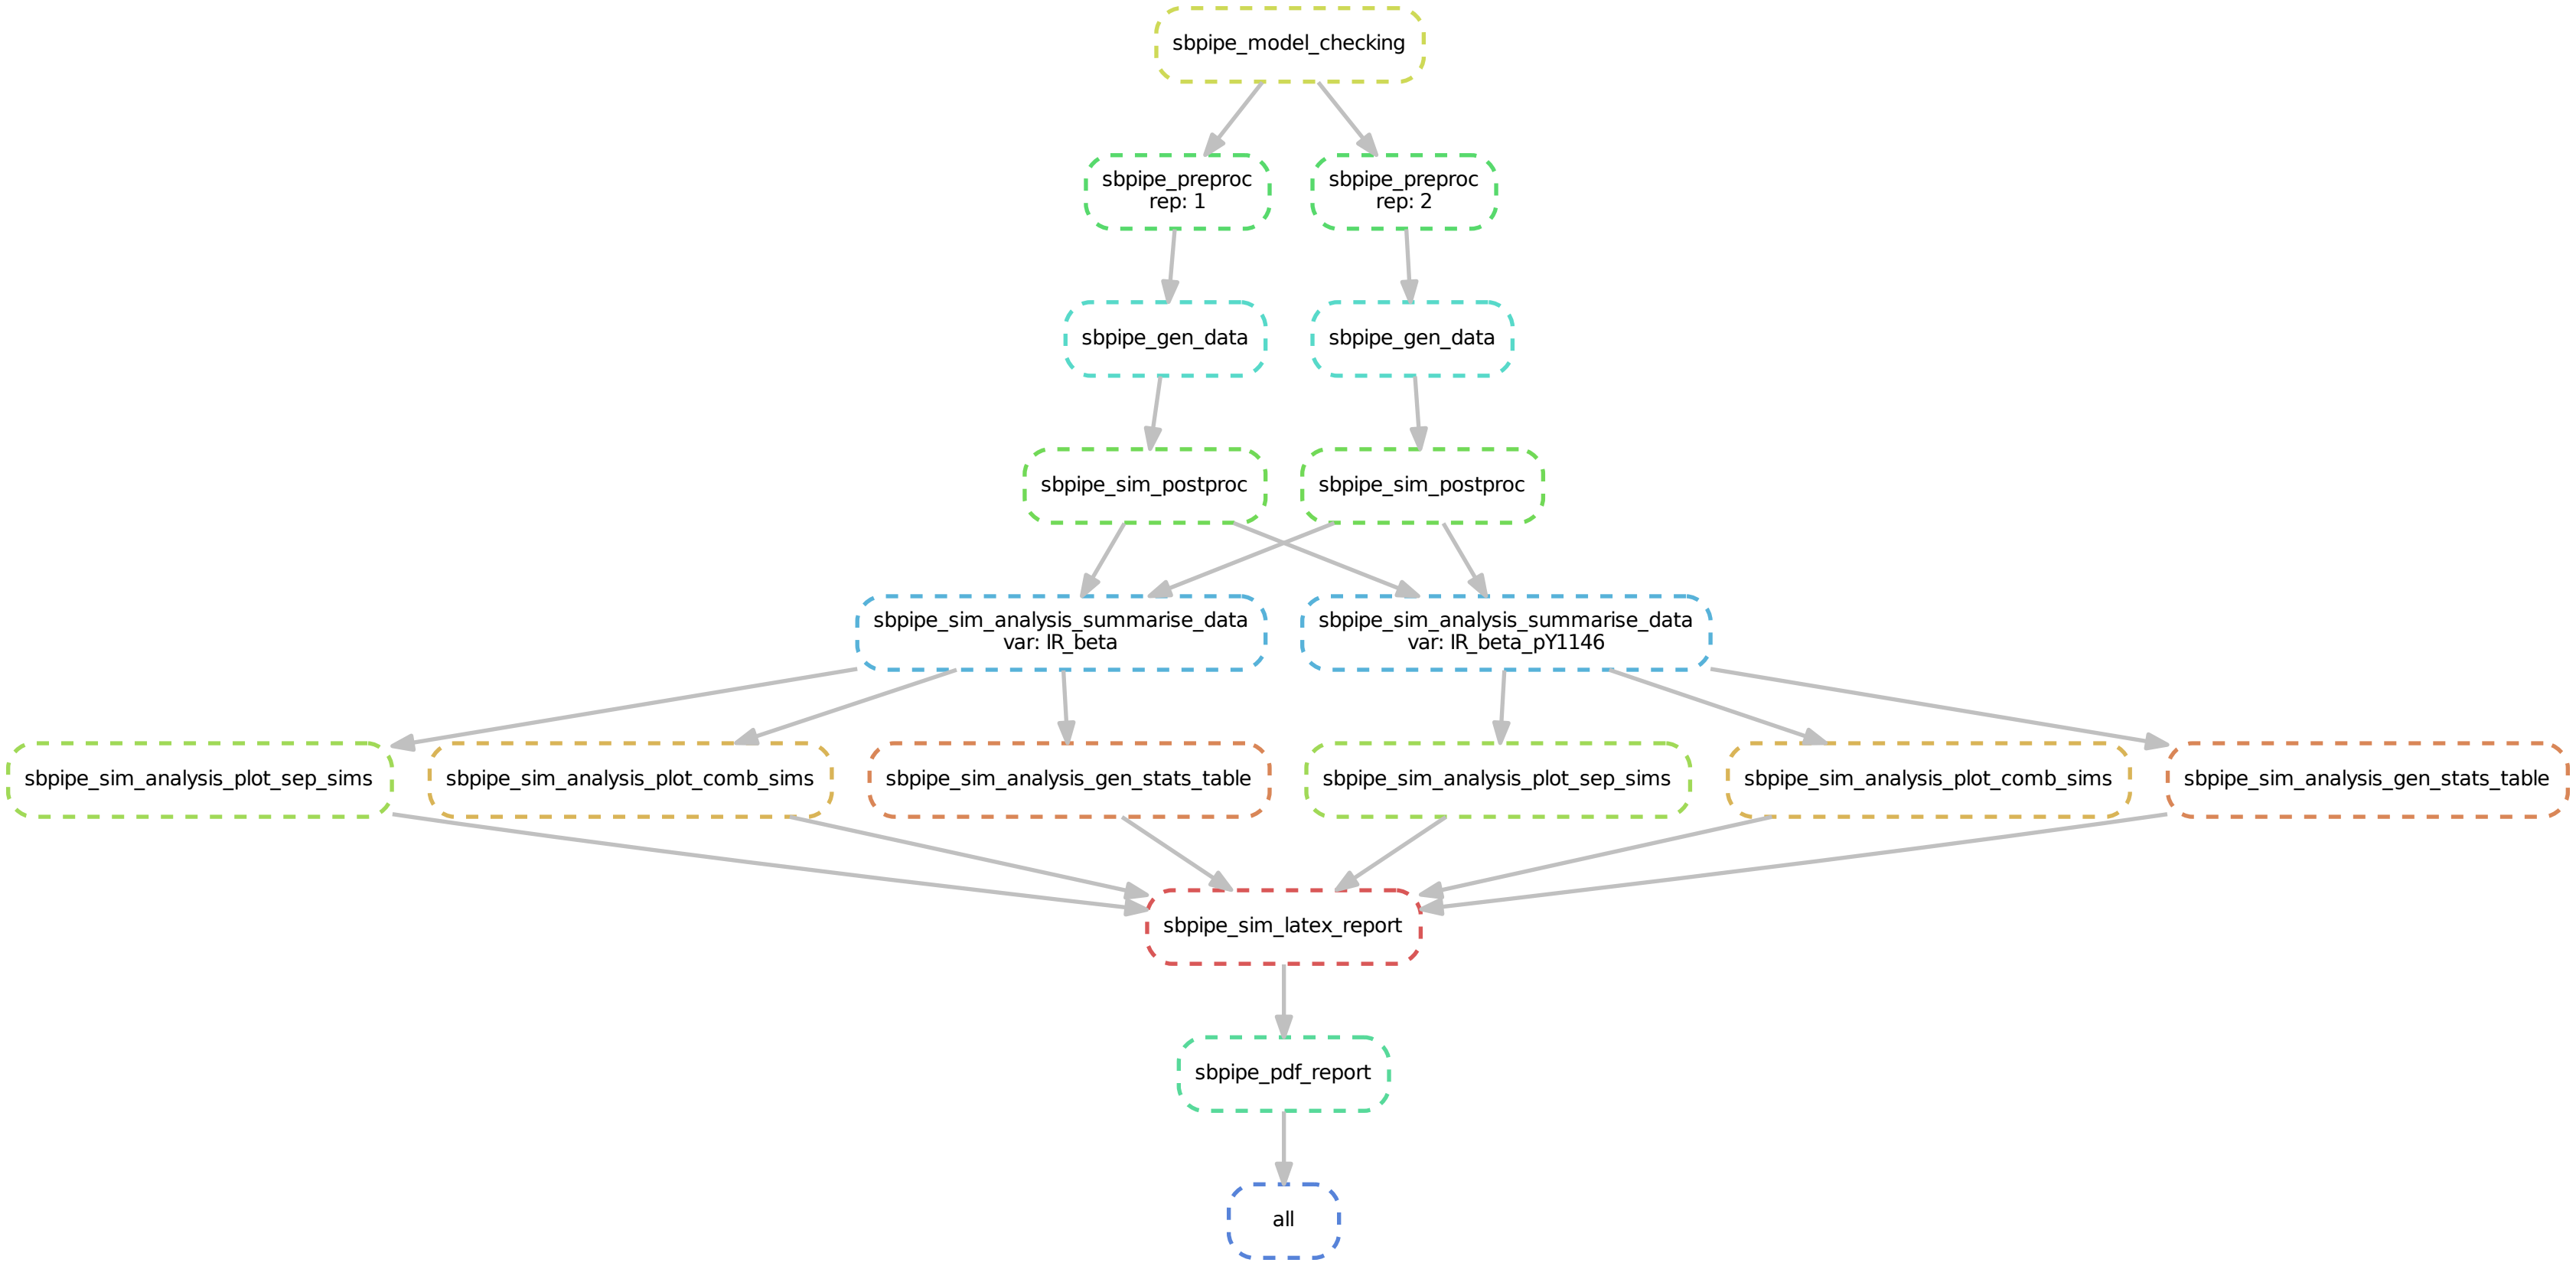 sbpipe_model_checking
sbpipe_preproc
rep: 1
sbpipe_preproc
rep: 2
sbpipe_gen_data
sbpipe_gen_data
sbpipe_sim_postproc
sbpipe_sim_postproc
sbpipe_sim_analysis_summarise_data
var: IR_beta
sbpipe_sim_analysis_summarise_data
var: IR_beta_pY1146
sbpipe_sim_analysis_plot_sep_sims
sbpipe_sim_analysis_plot_comb_sims
sbpipe_sim_analysis_gen_stats_table
sbpipe_sim_analysis_plot_sep_sims
sbpipe_sim_analysis_plot_comb_sims
sbpipe_sim_analysis_gen_stats_table
sbpipe_sim_latex_report
sbpipe_pdf_report
all